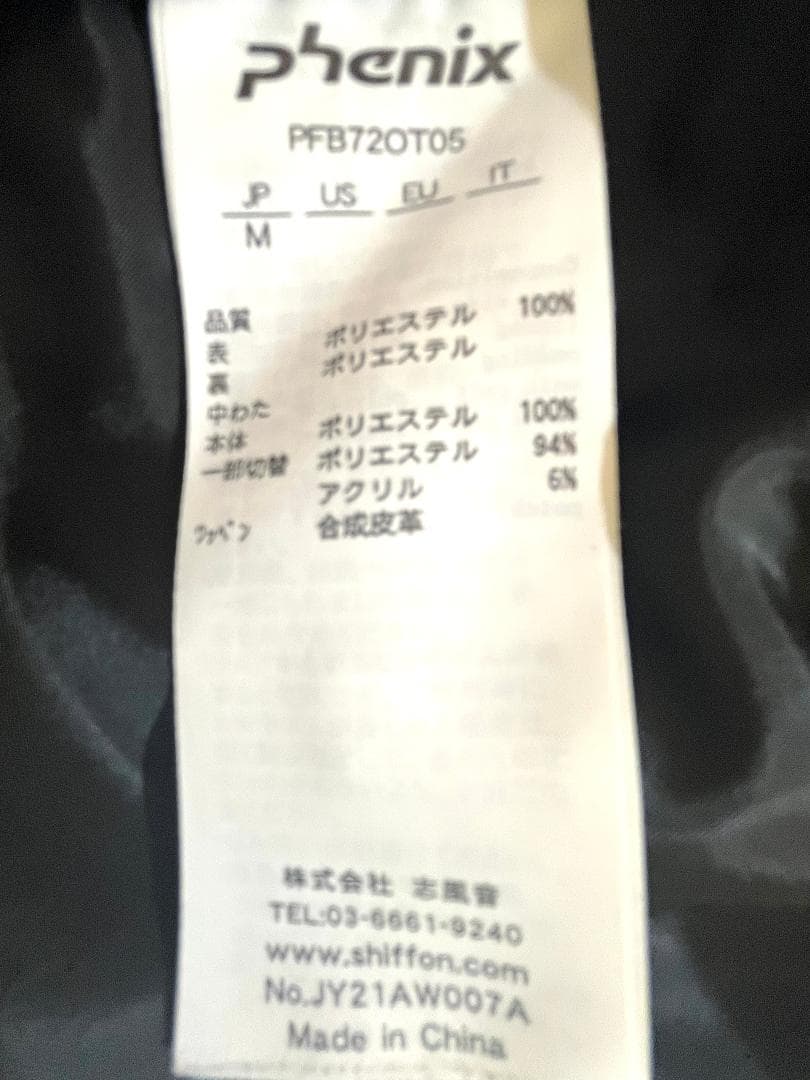 phenix
PFB72OT05
JP US EU IT
M
品質
表 ポリエステル 100%
裏 ポリエステル
中わた
本体 ポリエステル 100%
一部切替 ポリエステル 94%
アクリル 6%
ワッペン 合成皮革
株式会社 志風音
TEL:03-6661-9240
www.shiffon.com
No.JY21AW007A
Made in China